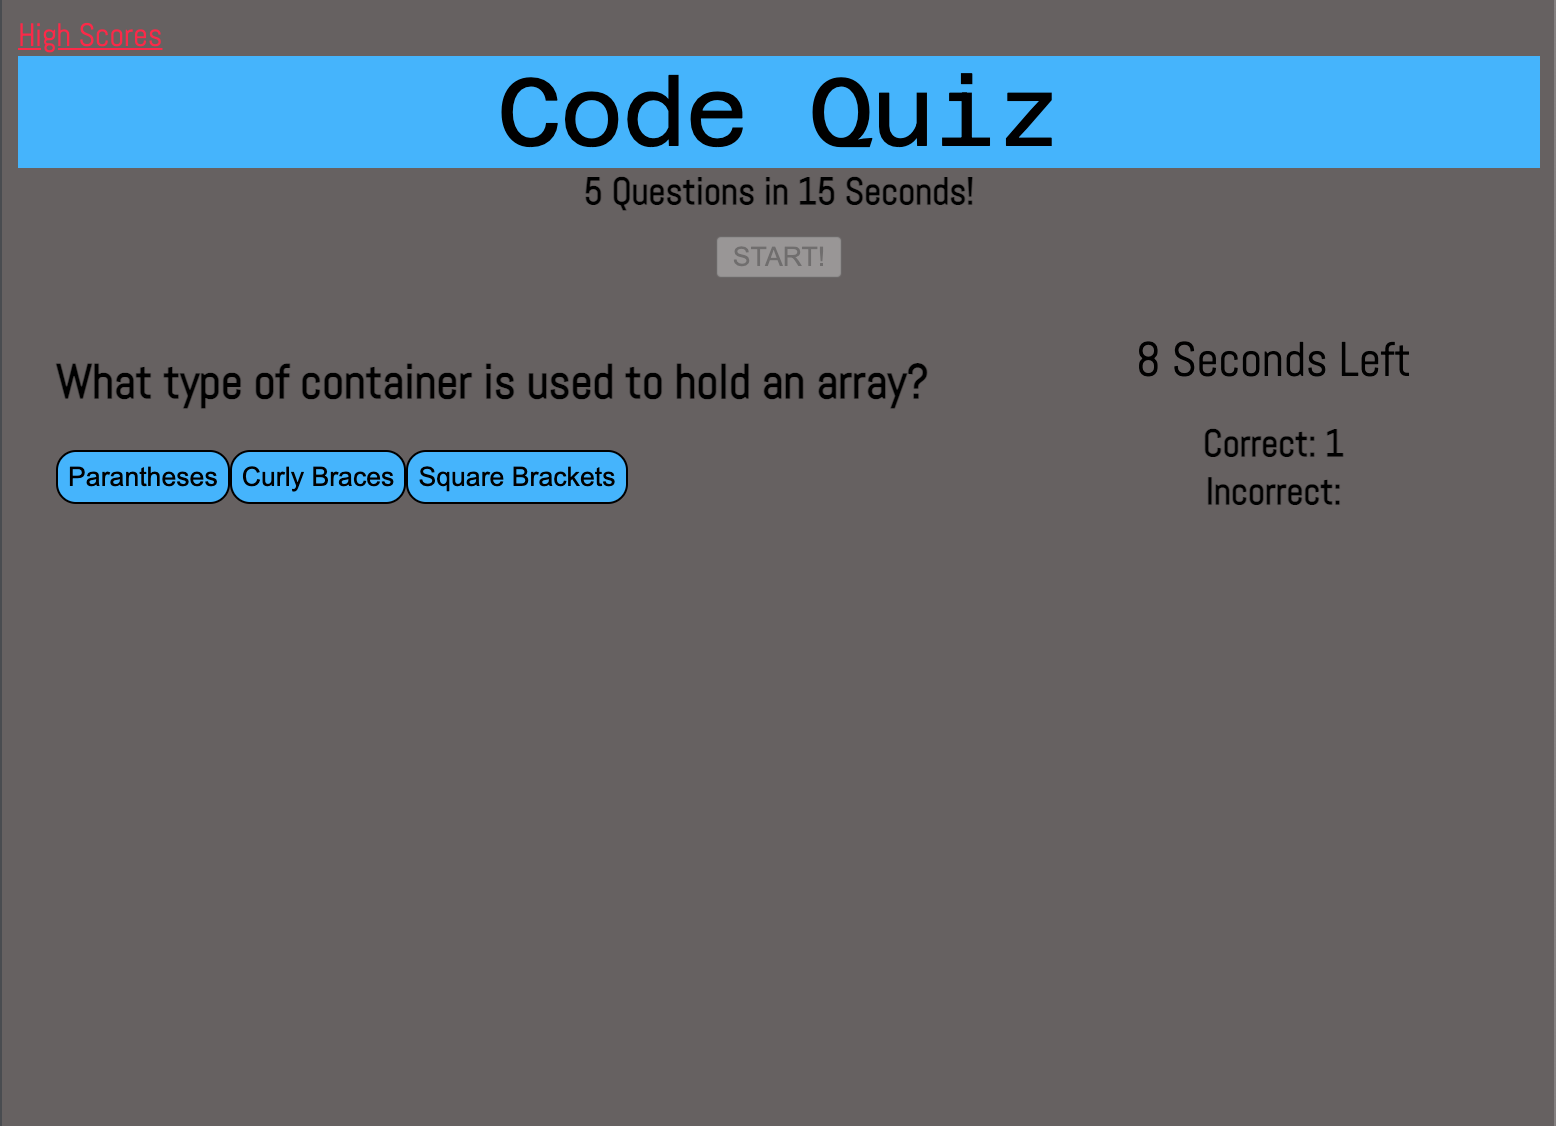 High Scores
Code Quiz
5 Questions in 15 Seconds!
START!
What type of container is used to hold an array?
8 Seconds Left
Parantheses Curly Braces Square Brackets
Correct: 1
Incorrect: